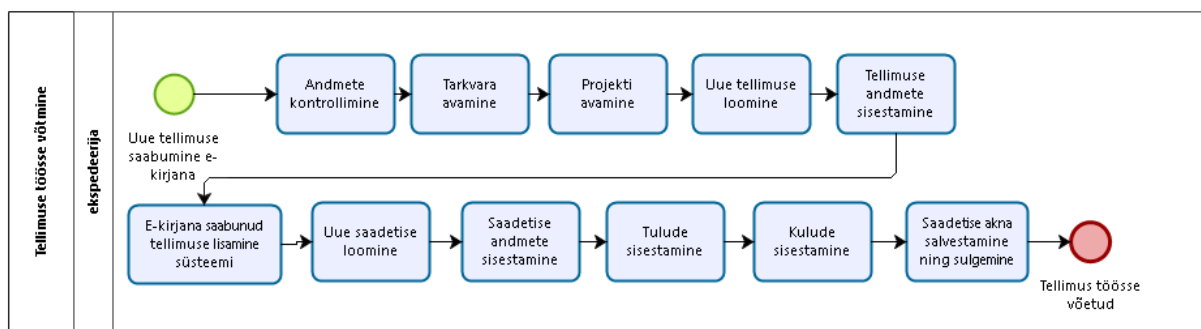 Tellimuse töösse võtmine
ekspedeerija
Uue tellimuse
saabumine e-
kirjana
Andmete
kontrollimine
Tarkvara
avamine
Projekti
avamine
Uue tellimuse
loomine
Tellimuse
andmete
sisestamine
E-kirjana saabunud
tellimuse lisamine
süsteemi
Uue saadetise
loomine
Saadetise
andmete
sisestamine
Tulude
sisestamine
Kulude
sisestamine
Saadetise akna
salvestamine
ning sulgemine
Tellimus töösse
võetud